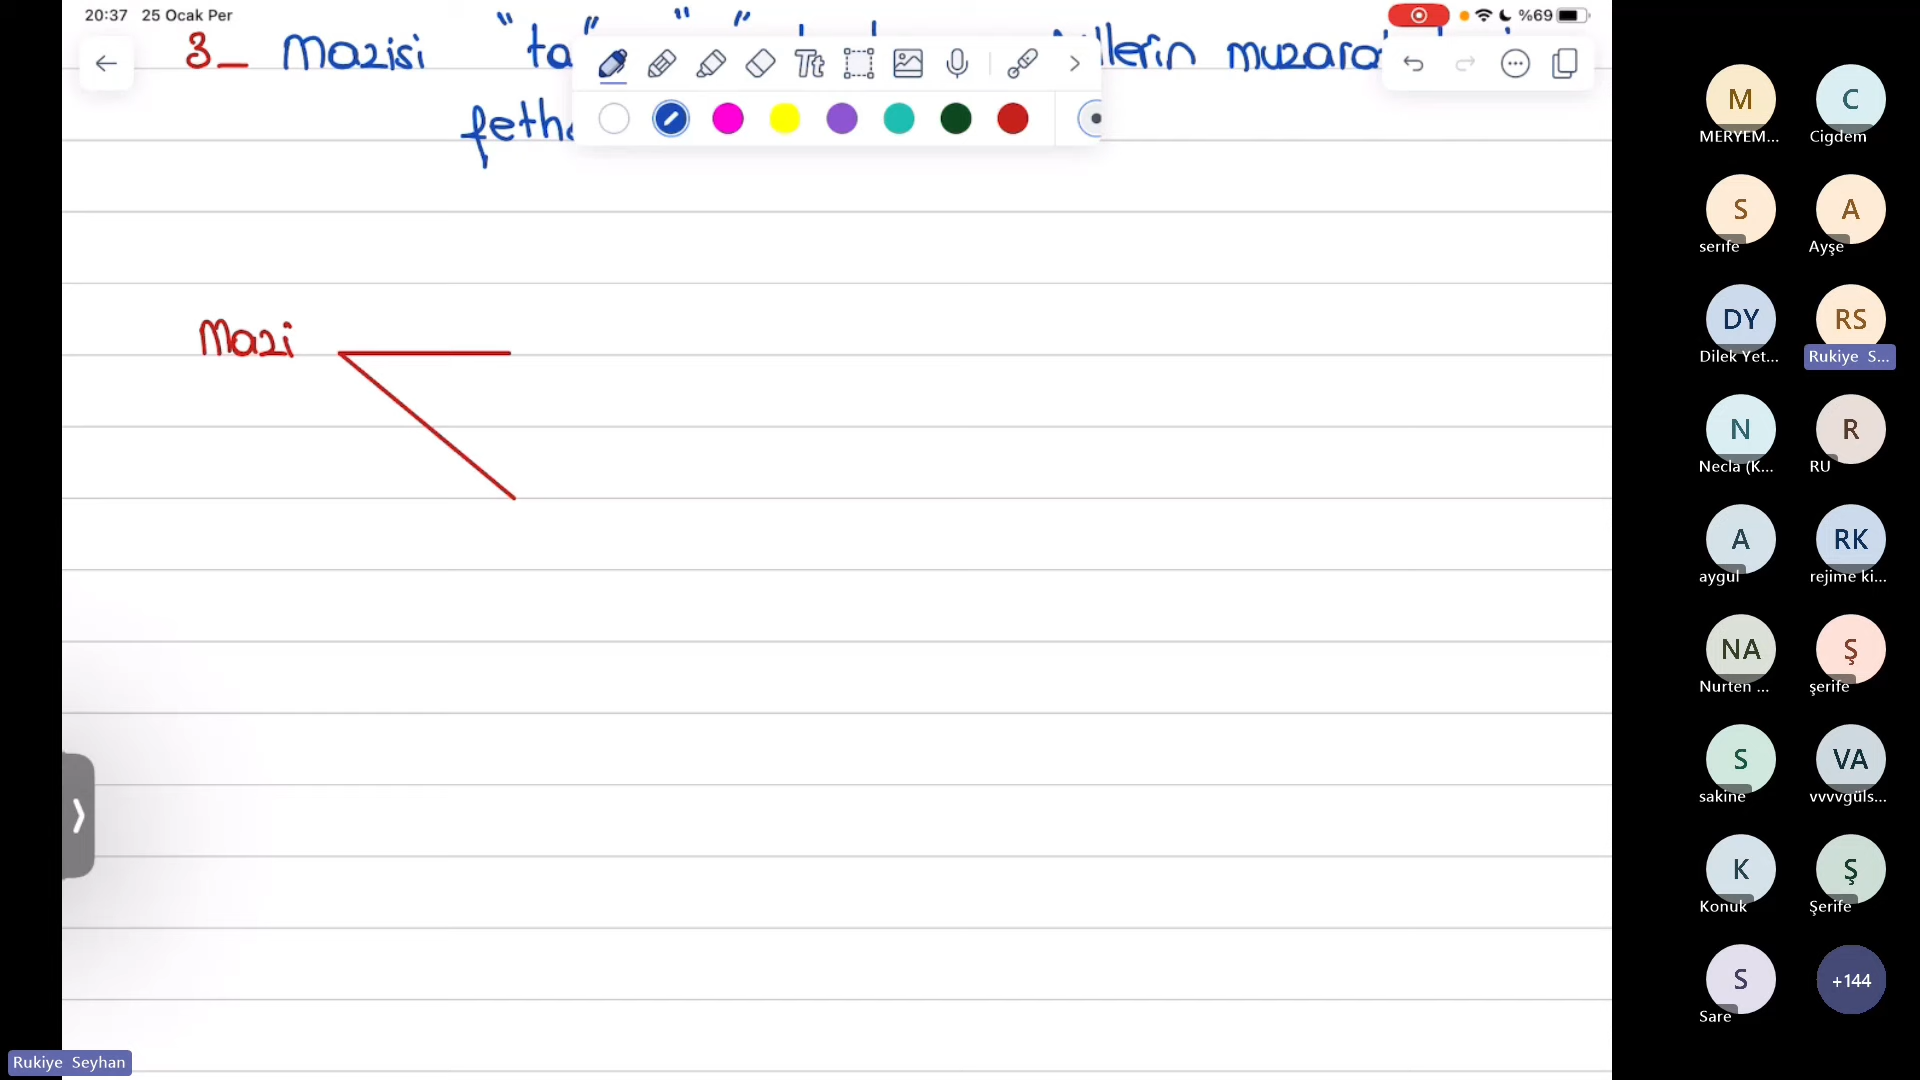 20:37 25 Ocak Per
%69
3_ Mazisi "ta" " "
muzara
feth
Tt
Mazi
M
MERYEM...
C
Cigdem
S
serife
A
Ayşe
DY
Dilek Yet...
RS
Rukiye S...
N
Necla (K...
R
RU
A
aygul
RK
rejime ki...
NA
Nurten ...
Ş
şerife
S
sakine
VA
vvvvgüls...
K
Konuk
Ş
Şerife
S
Sare
+144
Rukiye Seyhan